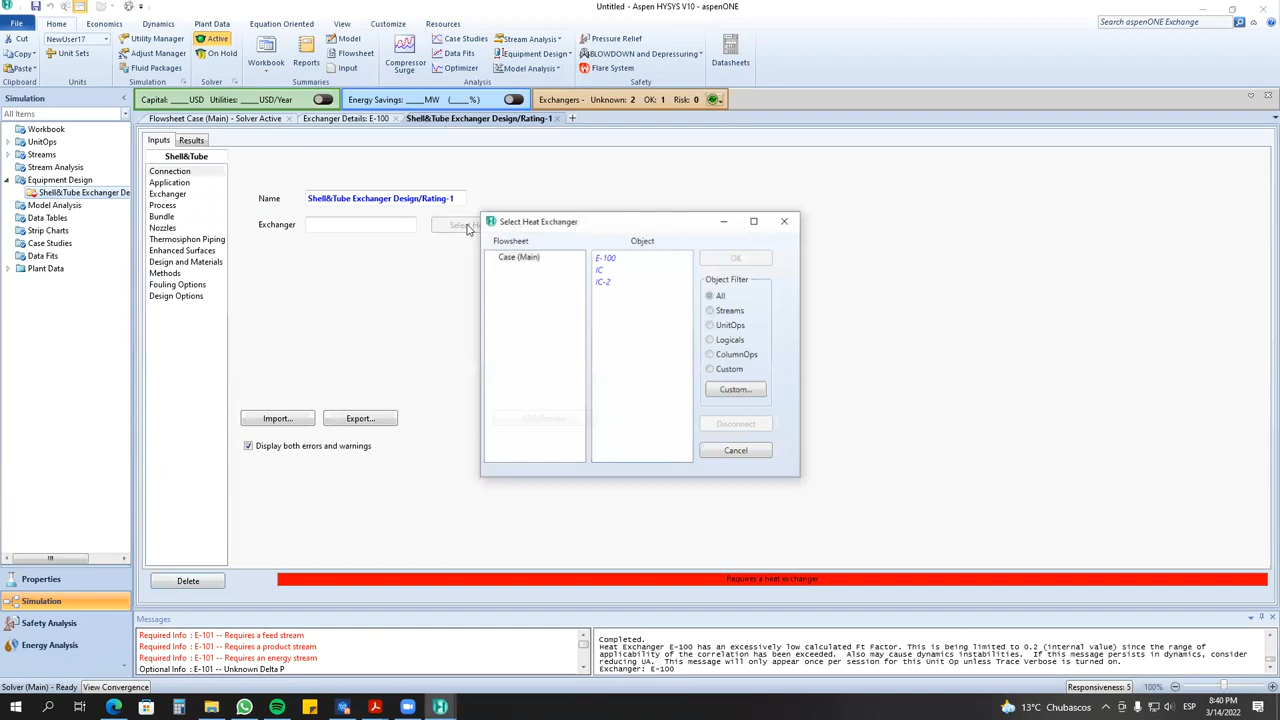 Untitled - Aspen HYSYS V10 - aspenONE
File Home Economics Dynamics Plant Data Equation Oriented View Customize Resources Search aspenONE Exchange
Cut NewUser17 Utility Manager Active Model Case Studies Stream Analysis Pressure Relief
Copy Unit Sets Adjust Manager On Hold Flowsheet Data Fits Equipment Design BLOWDOWN and Depressuring
Paste Fluid Packages Workbook Reports Input Compressor Surge Optimizer Model Analysis Flare System Datasheets
Clipboard Units Simulation Solver Summaries Analysis Safety
Simulation
All Items
Workbook
UnitOps
Streams
Stream Analysis
Equipment Design
Shell&Tube Exchanger De
Model Analysis
Data Tables
Strip Charts
Case Studies
Data Fits
Plant Data
Properties
Simulation
Safety Analysis
Energy Analysis
Capital: ____USD Utilities: ____USD/Year
Energy Savings: ____MW (____%)
Exchangers - Unknown: 2 OK: 1 Risk: 0
Flowsheet Case (Main) - Solver Active Exchanger Details: E-100 Shell&Tube Exchanger Design/Rating-1
Inputs Results
Shell&Tube
Connection
Application
Exchanger
Process
Bundle
Nozzles
Thermosiphon Piping
Enhanced Surfaces
Design and Materials
Methods
Fouling Options
Design Options
Name Shell&Tube Exchanger Design/Rating-1
Exchanger
Import... Export...
Display both errors and warnings
Select Heat Exchanger
Flowsheet Object
Case (Main)
E-100
IC
IC-2
OK
Object Filter
All
Streams
UnitOps
Logicals
ColumnOps
Custom
Custom...
Disconnect
Cancel
Delete
Requires a heat exchanger
Messages
Required Info : E-101 -- Requires a feed stream
Required Info : E-101 -- Requires a product stream
Required Info : E-101 -- Requires an energy stream
Optional Info : E-101 -- Unknown Delta P
Completed.
Heat Exchanger E-100 has an excessively low calculated Ft Factor. This is being limited to 0.2 (internal value) since the range of
applicability of the correlation has been exceeded. Also may cause dynamics instabilities. If this message persists in dynamics, consider
reducing UA. This message will only appear once per session for this Unit Op unless Trace Verbose is turned on.
Exchanger: E-100
Solver (Main) - Ready View Convergence Responsiveness: 5 100%
13°C Chubascos ESP 8:40 PM
3/14/2022